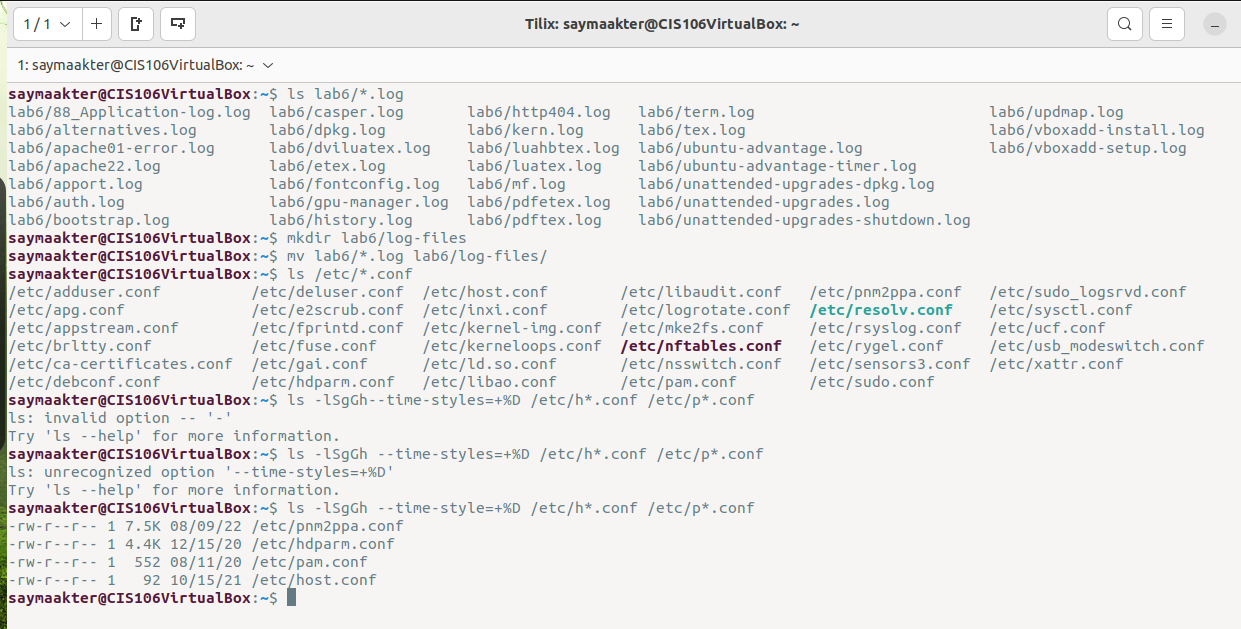 1 / 1
Tilix: saymaakter@CIS106VirtualBox: ~
1: saymaakter@CIS106VirtualBox: ~
saymaakter@CIS106VirtualBox:~$ ls lab6/*.log
lab6/88_Application-log.log lab6/casper.log lab6/http404.log lab6/term.log lab6/updmap.log
lab6/alternatives.log lab6/dpkg.log lab6/kern.log lab6/tex.log lab6/vboxadd-install.log
lab6/apache01-error.log lab6/dviluatex.log lab6/luahbtex.log lab6/ubuntu-advantage.log lab6/vboxadd-setup.log
lab6/apache22.log lab6/etex.log lab6/luatex.log lab6/ubuntu-advantage-timer.log
lab6/apport.log lab6/fontconfig.log lab6/mf.log lab6/unattended-upgrades-dpkg.log
lab6/auth.log lab6/gpu-manager.log lab6/pdfetex.log lab6/unattended-upgrades.log
lab6/bootstrap.log lab6/history.log lab6/pdftex.log lab6/unattended-upgrades-shutdown.log
saymaakter@CIS106VirtualBox:~$ mkdir lab6/log-files
saymaakter@CIS106VirtualBox:~$ mv lab6/*.log lab6/log-files/
saymaakter@CIS106VirtualBox:~$ ls /etc/*.conf
/etc/adduser.conf /etc/deluser.conf /etc/host.conf /etc/libaudit.conf /etc/pnm2ppa.conf /etc/sudo_logsrvd.conf
/etc/apg.conf /etc/e2scrub.conf /etc/inxi.conf /etc/logrotate.conf /etc/resolv.conf /etc/sysctl.conf
/etc/appstream.conf /etc/fprintd.conf /etc/kernel-img.conf /etc/mke2fs.conf /etc/rsyslog.conf /etc/ucf.conf
/etc/brltty.conf /etc/fuse.conf /etc/kerneloops.conf /etc/nftables.conf /etc/rygel.conf /etc/usb_modeswitch.conf
/etc/ca-certificates.conf /etc/gai.conf /etc/ld.so.conf /etc/nsswitch.conf /etc/sensors3.conf /etc/xattr.conf
/etc/debconf.conf /etc/hdparm.conf /etc/libao.conf /etc/pam.conf /etc/sudo.conf
saymaakter@CIS106VirtualBox:~$ ls -lSgGh--time-styles=+%D /etc/h*.conf /etc/p*.conf
ls: invalid option -- '-'
Try 'ls --help' for more information.
saymaakter@CIS106VirtualBox:~$ ls -lSgGh --time-styles=+%D /etc/h*.conf /etc/p*.conf
ls: unrecognized option '--time-styles=+%D'
Try 'ls --help' for more information.
saymaakter@CIS106VirtualBox:~$ ls -lSgGh --time-style=+%D /etc/h*.conf /etc/p*.conf
-rw-r--r-- 1 7.5K 08/09/22 /etc/pnm2ppa.conf
-rw-r--r-- 1 4.4K 12/15/20 /etc/hdparm.conf
-rw-r--r-- 1 552 08/11/20 /etc/pam.conf
-rw-r--r-- 1 92 10/15/21 /etc/host.conf
saymaakter@CIS106VirtualBox:~$